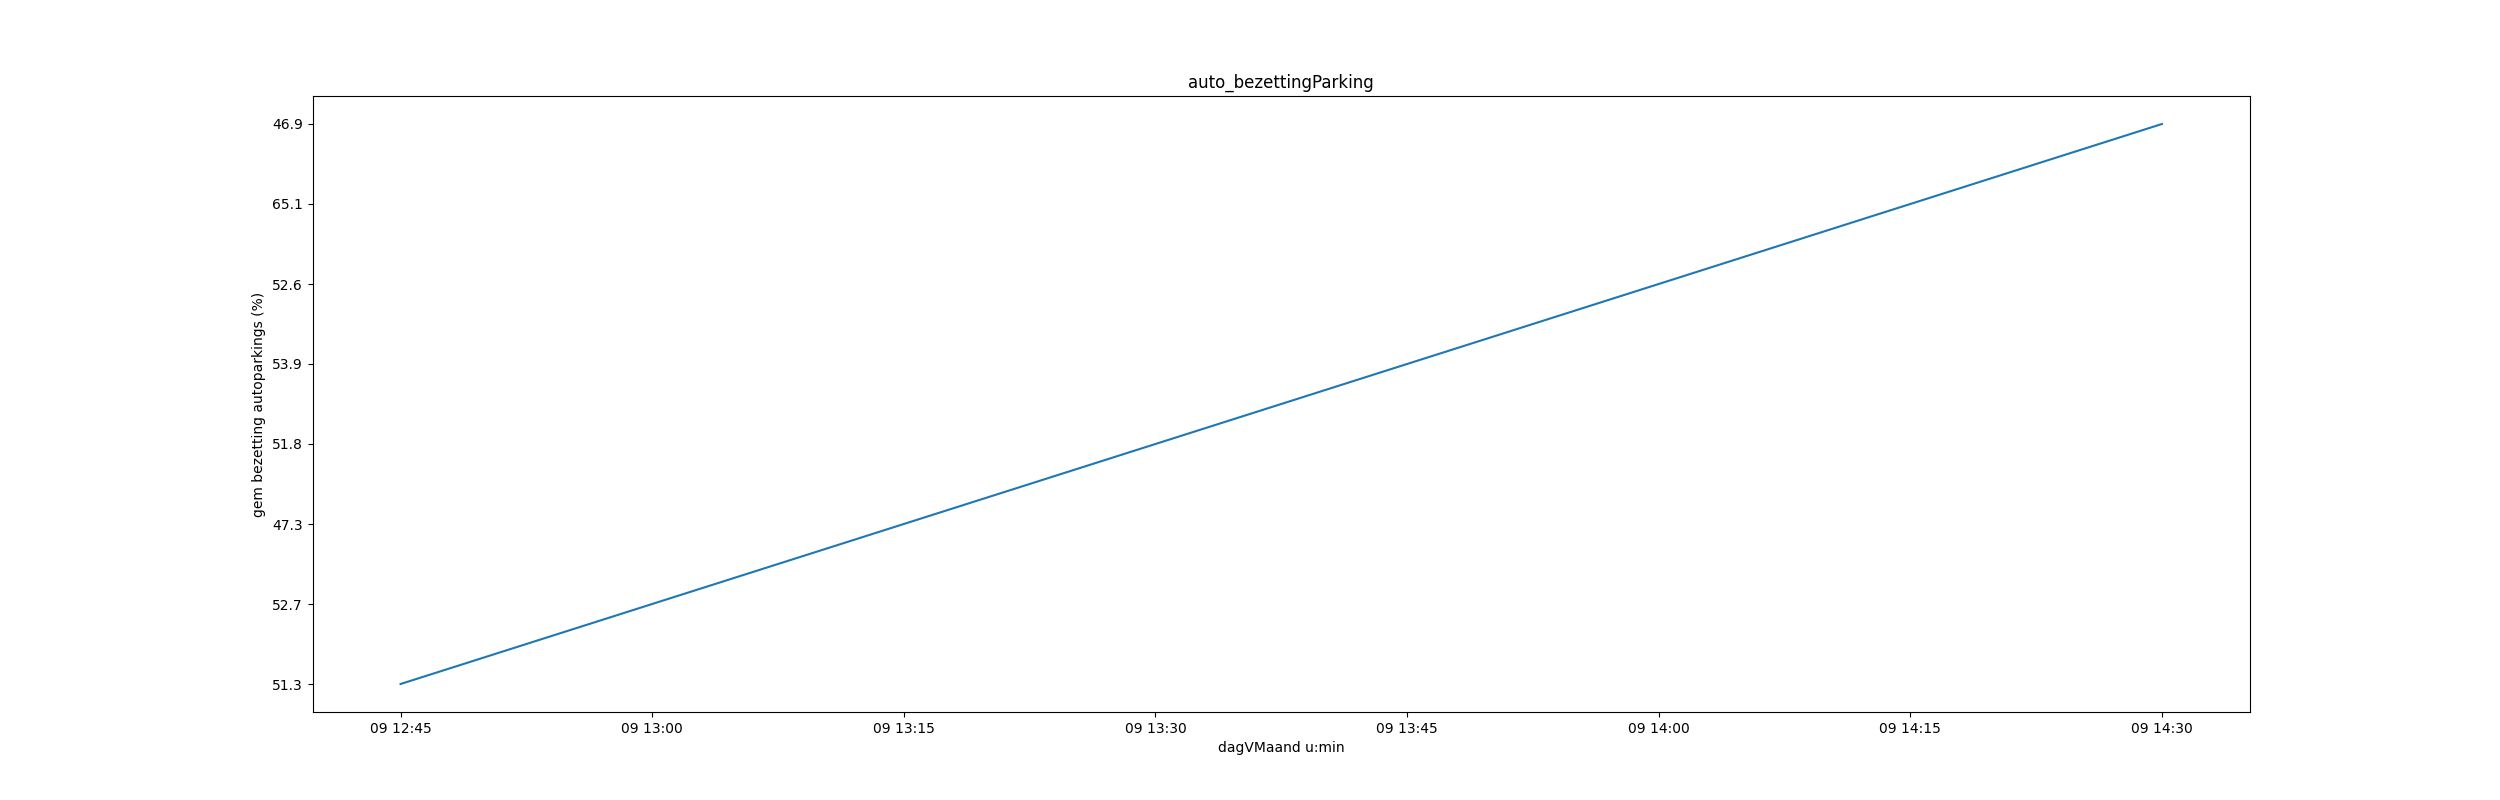 auto_bezettingParking
gem bezetting autoparkings (%)
46.9
65.1
52.6
53.9
51.8
47.3
52.7
51.3
09 12:45 09 13:00 09 13:15 09 13:30 09 13:45 09 14:00 09 14:15 09 14:30
dagVMaand u:min